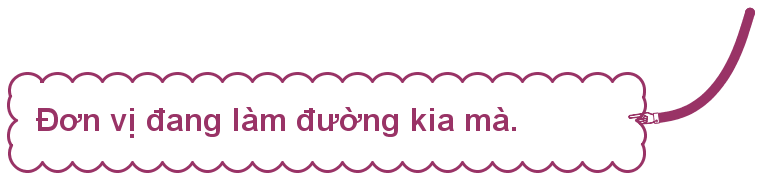 Đơn vị đang làm đường kia mà.